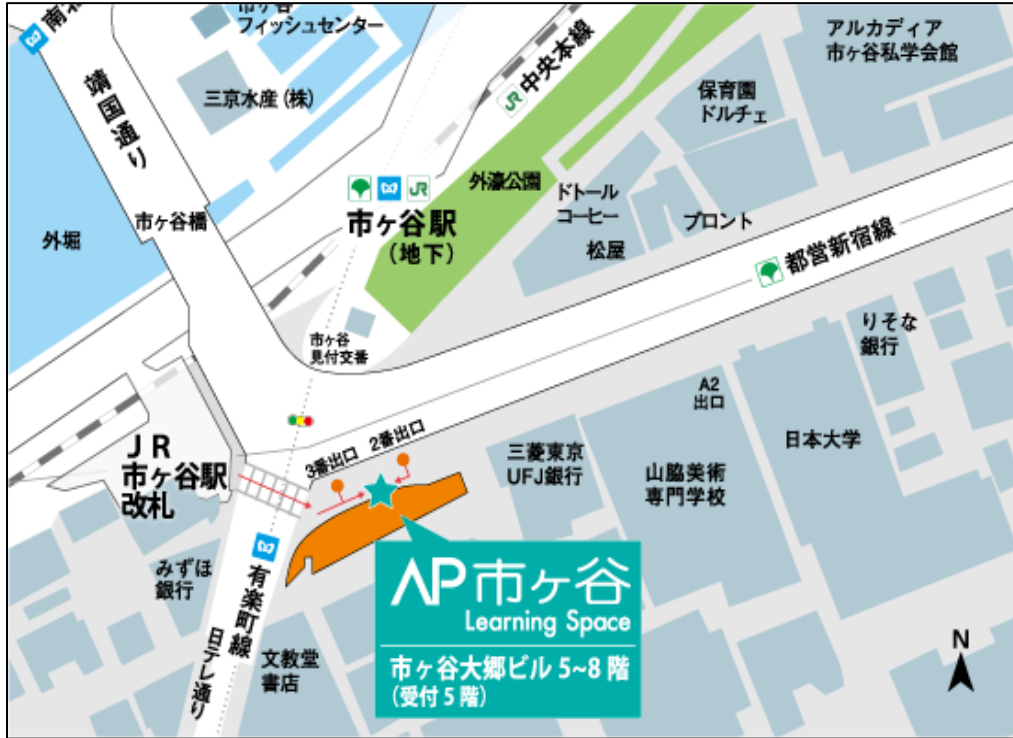 南
市ヶ谷
フィッシュセンター
三京水産(株)
靖国通り
市ヶ谷橋
外堀
JR
中央本線
アルカディア
市ヶ谷私学会館
保育園
ドルチェ
JR
市ヶ谷駅
(地下)
外濠公園
ドトール
コーヒー
松屋
プロント
都営新宿線
りそな
銀行
市ヶ谷
見付交番
A2
出口
日本大学
3番出口
2番出口
三菱東京
UFJ銀行
山脇美術
専門学校
JR
市ヶ谷駅
改札
みずほ
銀行
有楽町線
日テレ通り
文教堂
書店
AP市ヶ谷
Learning Space
市ヶ谷大郷ビル 5~8 階
(受付 5 階)
N